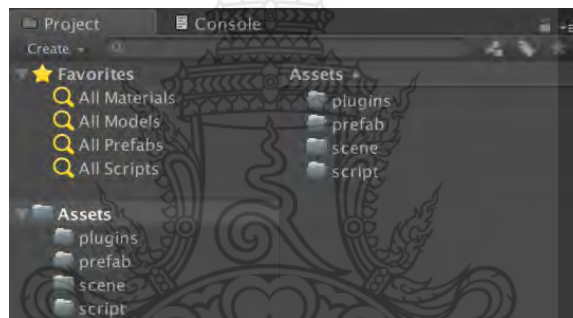 Project
Console
Create
Favorites
All Materials
All Models
All Prefabs
All Scripts
Assets
plugins
prefab
scene
script
Assets
plugins
prefab
scene
script